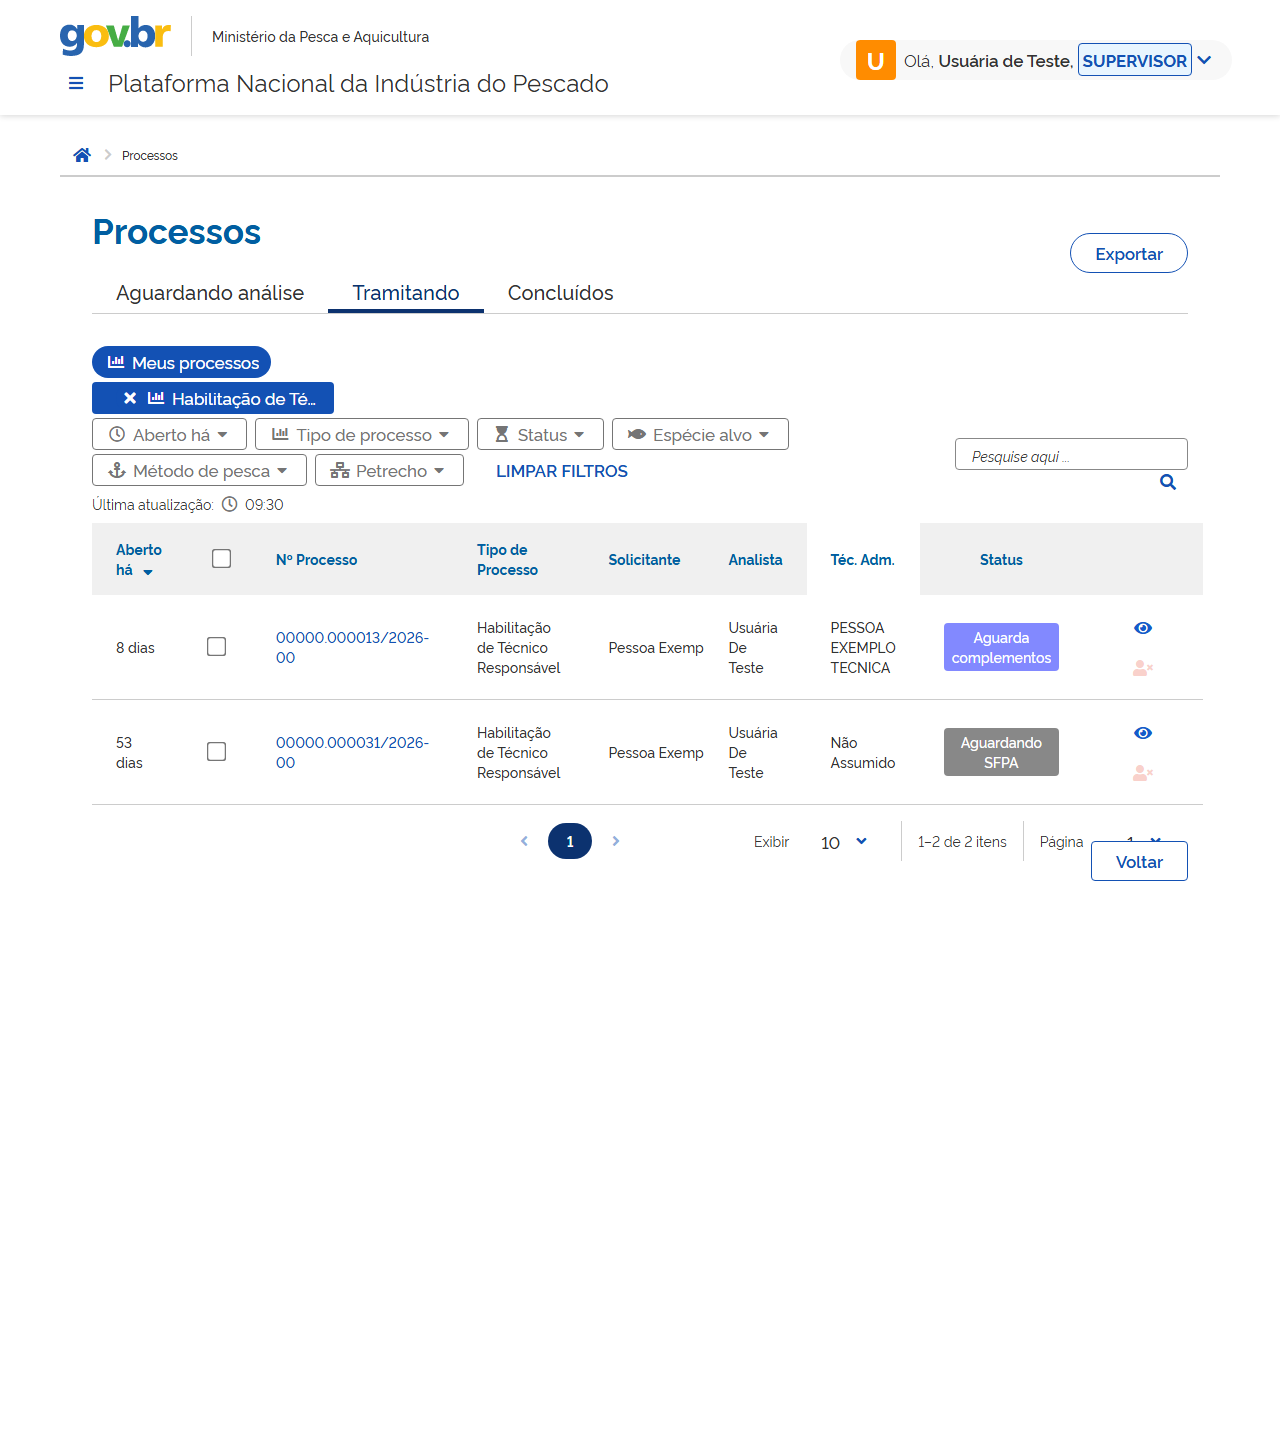 gov.br
Ministério da Pesca e Aquicultura
Plataforma Nacional da Indústria do Pescado
U
Olá, Usuária de Teste, SUPERVISOR
Processos
Processos
Exportar
Aguardando análise
Tramitando
Concluídos
Meus processos
Habilitação de Té...
Aberto há
Tipo de processo
Status
Espécie alvo
Método de pesca
Petrecho
LIMPAR FILTROS
Pesquise aqui ...
Última atualização: 09:30
Aberto
há
Nº Processo
Tipo de
Processo
Solicitante
Analista
Téc. Adm.
Status
8 dias
00000.000013/2026-
00
Habilitação
de Técnico
Responsável
Pessoa Exemp
Usuária
De
Teste
PESSOA
EXEMPLO
TECNICA
Aguarda
complementos
53
dias
00000.000031/2026-
00
Habilitação
de Técnico
Responsável
Pessoa Exemp
Usuária
De
Teste
Não
Assumido
Aguardando
SFPA
1
Exibir
10
1–2 de 2 itens
Página
1
Voltar